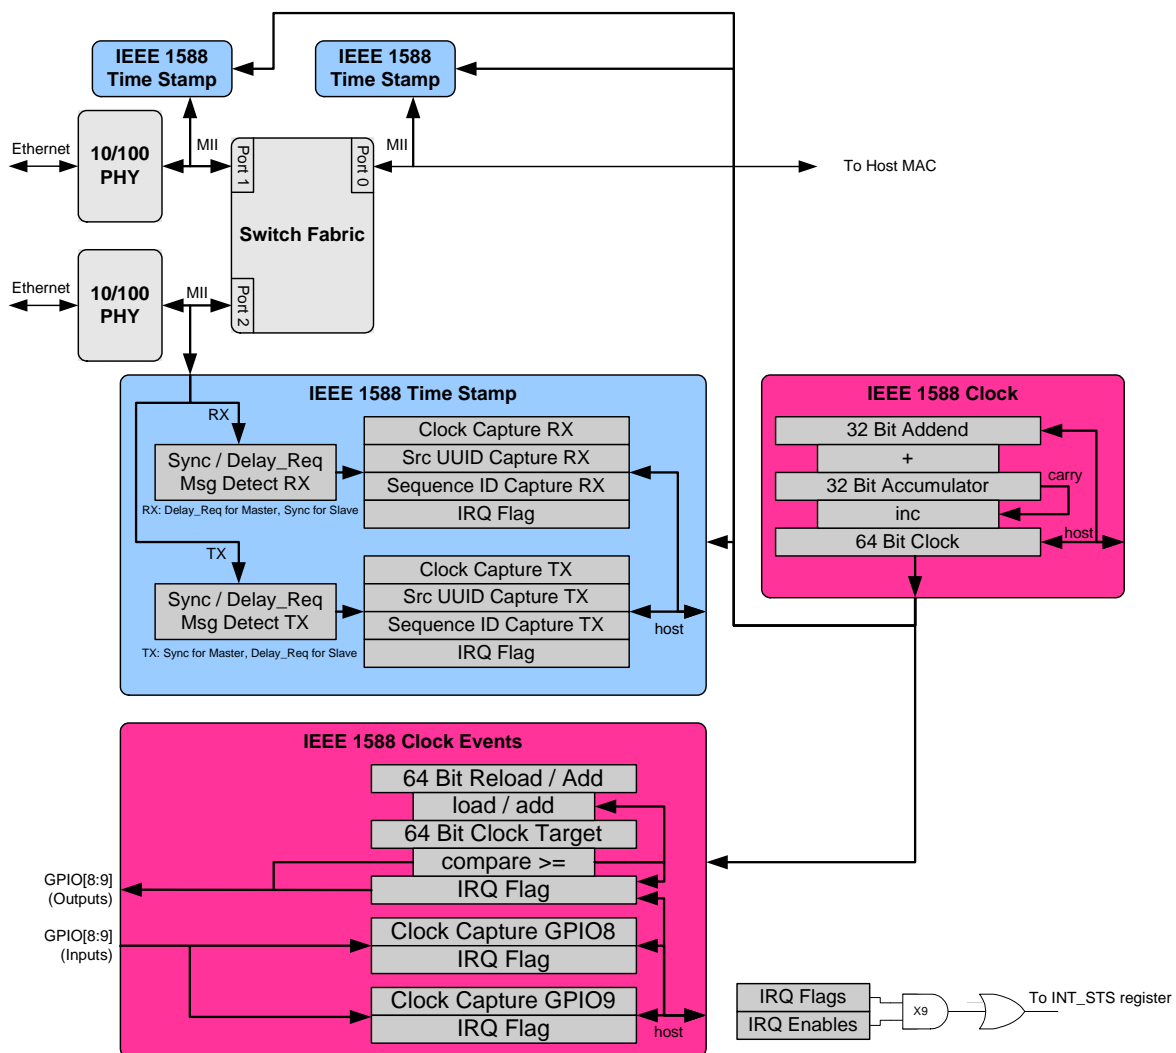 IEEE 1588
Time Stamp
IEEE 1588
Time Stamp
Ethernet
10/100
PHY
MII
Port 1
Port 0
MII
To Host MAC
Switch Fabric
Ethernet
10/100
PHY
MII
Port 2
IEEE 1588 Time Stamp
RX
Sync / Delay_Req
Msg Detect RX
RX: Delay_Req for Master, Sync for Slave
Clock Capture RX
Src UUID Capture RX
Sequence ID Capture RX
IRQ Flag
TX
Sync / Delay_Req
Msg Detect TX
TX: Sync for Master, Delay_Req for Slave
Clock Capture TX
Src UUID Capture TX
Sequence ID Capture TX
IRQ Flag
host
IEEE 1588 Clock
32 Bit Addend
+
carry
32 Bit Accumulator
inc
host
64 Bit Clock
IEEE 1588 Clock Events
64 Bit Reload / Add
load / add
64 Bit Clock Target
compare >=
IRQ Flag
GPIO[8:9]
(Outputs)
GPIO[8:9]
(Inputs)
Clock Capture GPIO8
IRQ Flag
Clock Capture GPIO9
IRQ Flag
host
IRQ Flags
IRQ Enables
X9
To INT_STS register